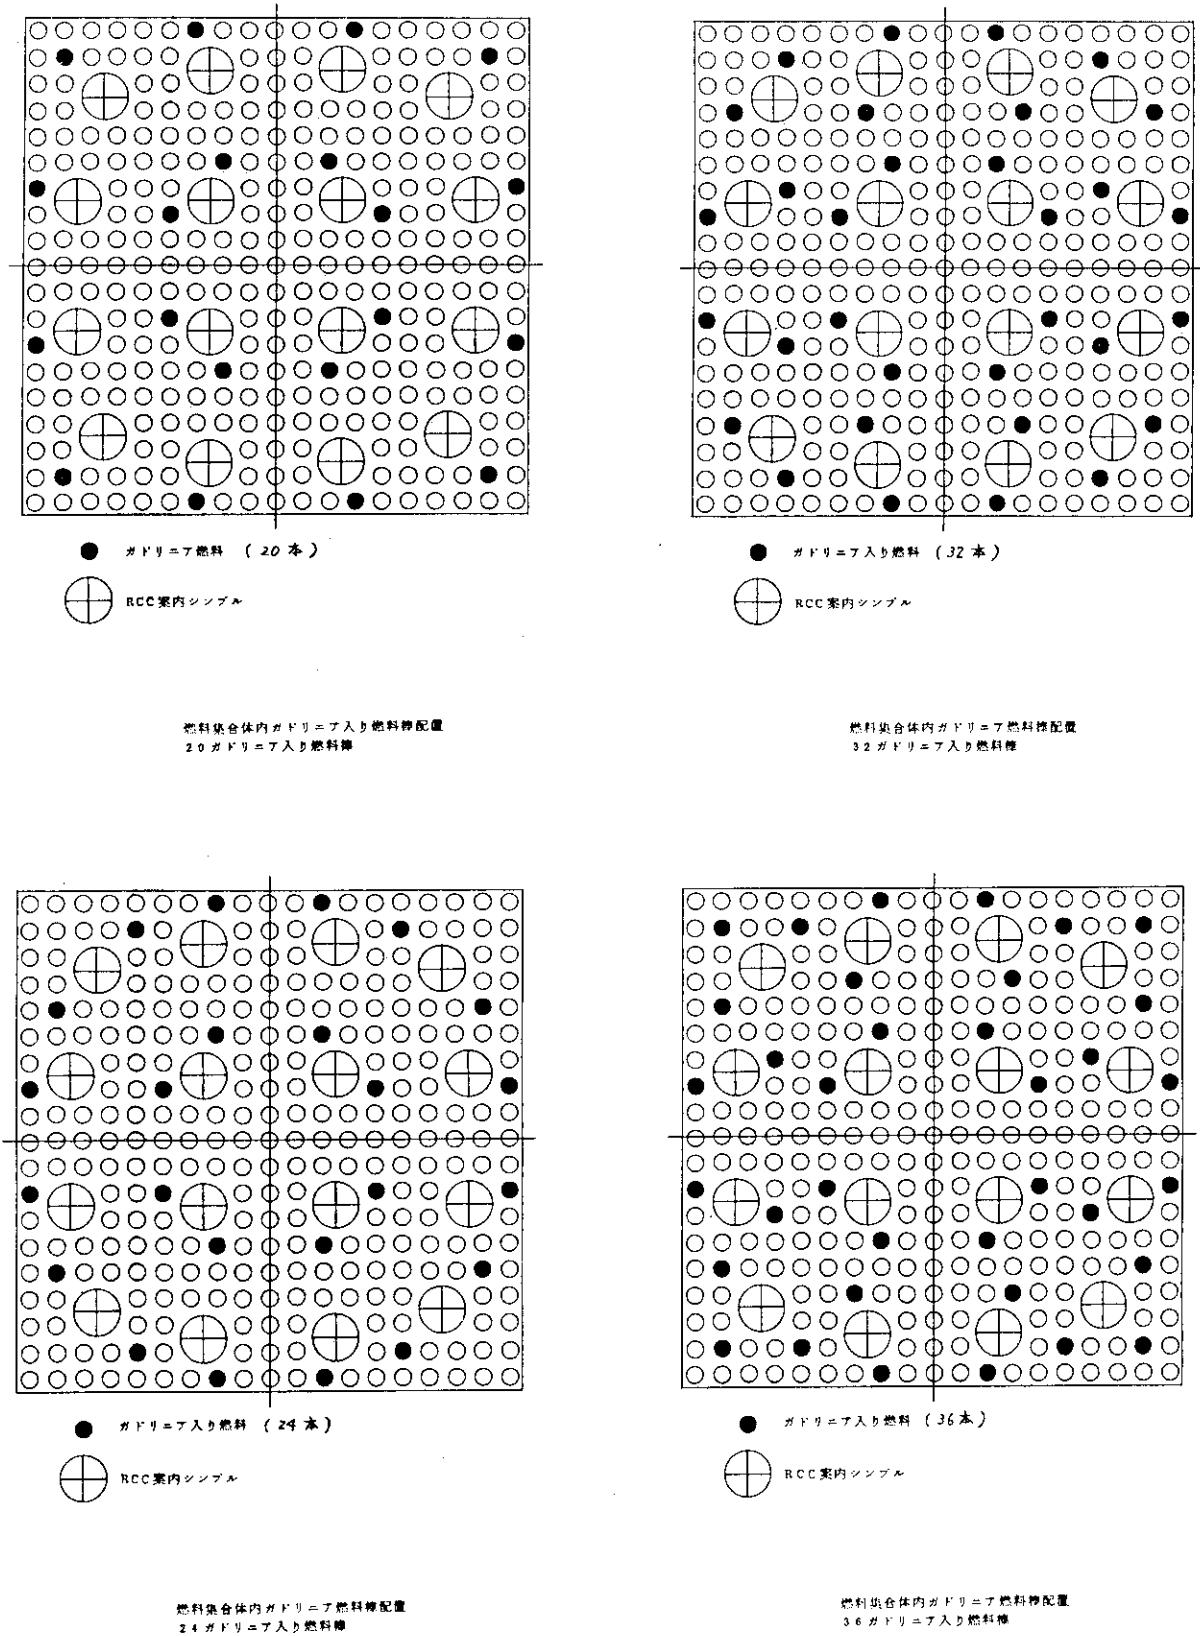 ガドリニア燃料 (20本)
RCC案内シンブル
燃料集合体内ガドリニア入り燃料棒配置
20ガドリニア入り燃料棒
ガドリニア入り燃料 (32本)
RCC案内シンブル
燃料集合体内ガドリニア燃料棒配置
32ガドリニア入り燃料棒
ガドリニア入り燃料 (24本)
RCC案内シンブル
燃料集合体内ガドリニア燃料棒配置
24ガドリニア入り燃料棒
ガドリニア入り燃料 (36本)
RCC案内シンブル
燃料集合体内ガドリニア燃料棒配置
36ガドリニア入り燃料棒